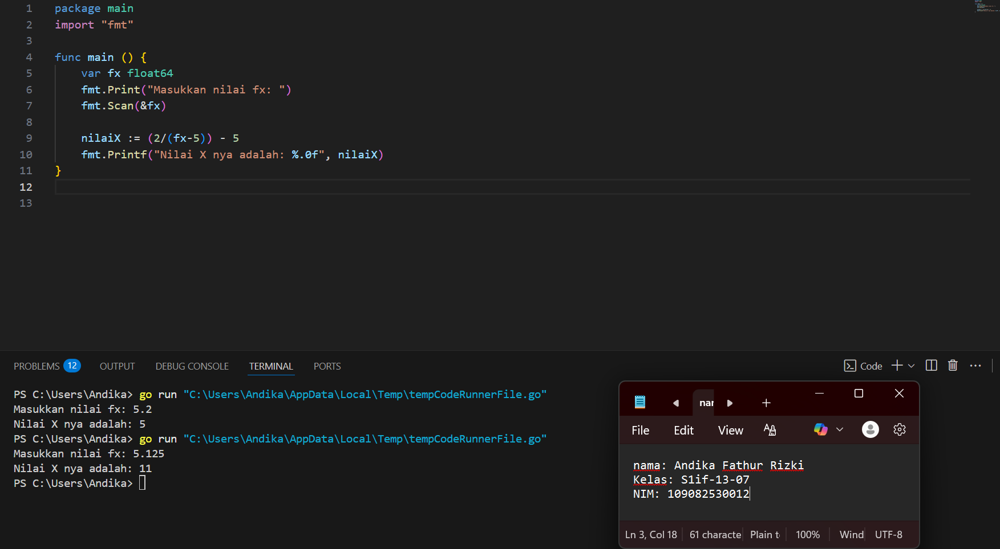 1 package main
2 import "fmt"
3
4 func main () {
5 var fx float64
6 fmt.Print("Masukkan nilai fx: ")
7 fmt.Scan(&fx)
8
9 nilaiX := (2/(fx-5)) - 5
10 fmt.Printf("Nilai X nya adalah: %.0f", nilaiX)
11 }
12
13
PROBLEMS 12 OUTPUT DEBUG CONSOLE TERMINAL PORTS
Code
PS C:\Users\Andika> go run "C:\Users\Andika\AppData\Local\Temp\tempCodeRunnerFile.go"
Masukkan nilai fx: 5.2
Nilai X nya adalah: 5
PS C:\Users\Andika> go run "C:\Users\Andika\AppData\Local\Temp\tempCodeRunnerFile.go"
Masukkan nilai fx: 5.125
Nilai X nya adalah: 11
PS C:\Users\Andika>
nar
File Edit View
nama: Andika Fathur Rizki
Kelas: S1if-13-07
NIM: 109082530012
Ln 3, Col 18 61 characte Plain t 100% Wind UTF-8